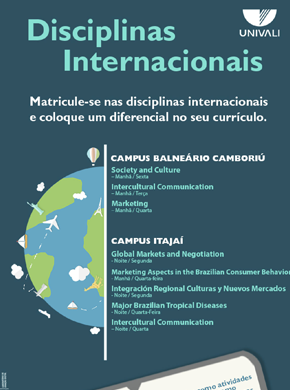 UNIVALI
Disciplinas
Internacionais
Matricule-se nas disciplinas internacionais
e coloque um diferencial no seu currículo.
CAMPUS BALNEÁRIO CAMBORIÚ
Society and Culture
- Manhã / Sexta
Intercultural Communication
- Manhã / Terça
Marketing
- Manhã / Quarta
CAMPUS ITAJAÍ
Global Markets and Negotiation
- Noite / Segunda
Marketing Aspects in the Brazilian Consumer Behavior
- Manhã / Quarta-feira
Integración Regional Culturas y Nuevos Mercados
- Noite / Segunda
Major Brazilian Tropical Diseases
- Noite / Quarta-Feira
Intercultural Communication
- Noite / Quarta
como atividades